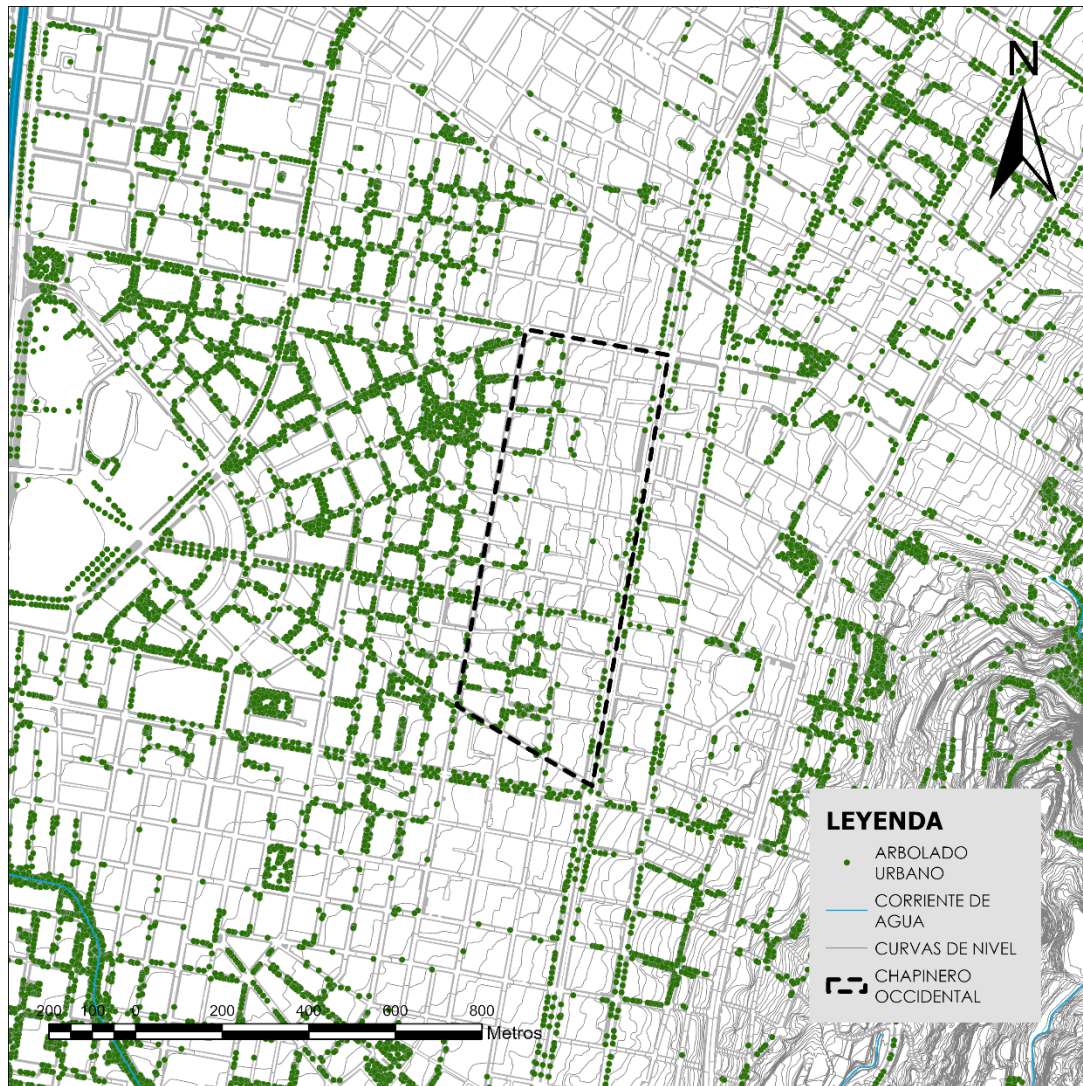 N
LEYENDA
ARBOLADO
URBANO
CORRIENTE DE
AGUA
CURVAS DE NIVEL
CHAPINERO
OCCIDENTAL
200 100 0 200 400 600 800
Metros